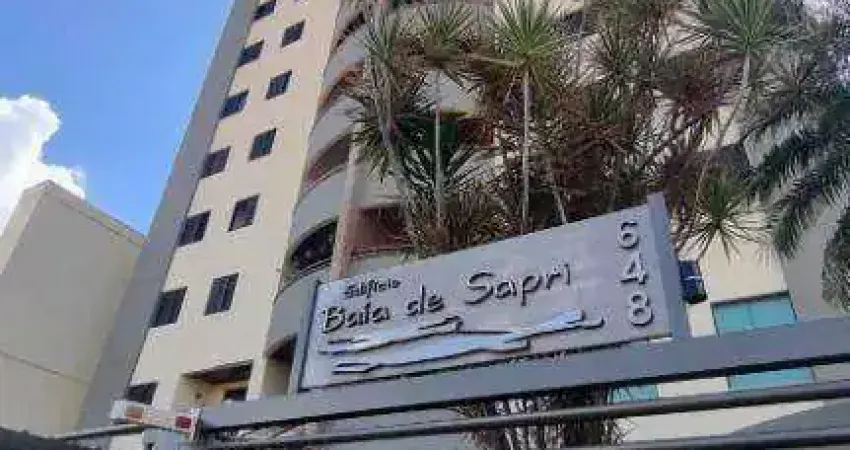 Edifício
Baía de Sapri
648